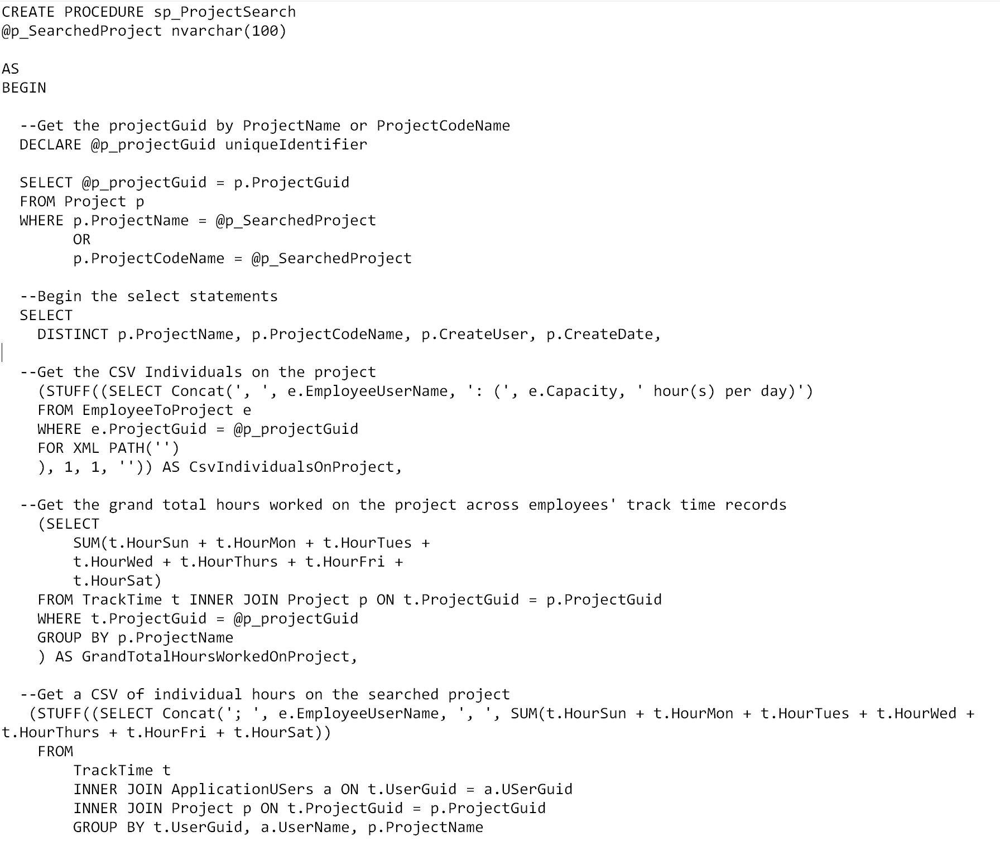 CREATE PROCEDURE sp_ProjectSearch
@p_SearchedProject nvarchar(100)
AS
BEGIN
--Get the projectGuid by ProjectName or ProjectCodeName
DECLARE @p_projectGuid uniqueIdentifier
SELECT @p_projectGuid = p.ProjectGuid
FROM Project p
WHERE p.ProjectName = @p_SearchedProject
OR
p.ProjectCodeName = @p_SearchedProject
--Begin the select statements
SELECT
DISTINCT p.ProjectName, p.ProjectCodeName, p.CreateUser, p.CreateDate,
--Get the CSV Individuals on the project
(STUFF((SELECT Concat(', ', e.EmployeeUserName, ': (', e.Capacity, ' hour(s) per day)')
FROM EmployeeToProject e
WHERE e.ProjectGuid = @p_projectGuid
FOR XML PATH('')
), 1, 1, '')) AS CsvIndividualsOnProject,
--Get the grand total hours worked on the project across employees' track time records
(SELECT
SUM(t.HourSun + t.HourMon + t.HourTues +
t.HourWed + t.HourThurs + t.HourFri +
t.HourSat)
FROM TrackTime t INNER JOIN Project p ON t.ProjectGuid = p.ProjectGuid
WHERE t.ProjectGuid = @p_projectGuid
GROUP BY p.ProjectName
) AS GrandTotalHoursWorkedOnProject,
--Get a CSV of individual hours on the searched project
(STUFF((SELECT Concat('; ', e.EmployeeUserName, ', ', SUM(t.HourSun + t.HourMon + t.HourTues + t.HourWed +
t.HourThurs + t.HourFri + t.HourSat))
FROM
TrackTime t
INNER JOIN ApplicationUSers a ON t.UserGuid = a.USerGuid
INNER JOIN Project p ON t.ProjectGuid = p.ProjectGuid
GROUP BY t.UserGuid, a.UserName, p.ProjectName